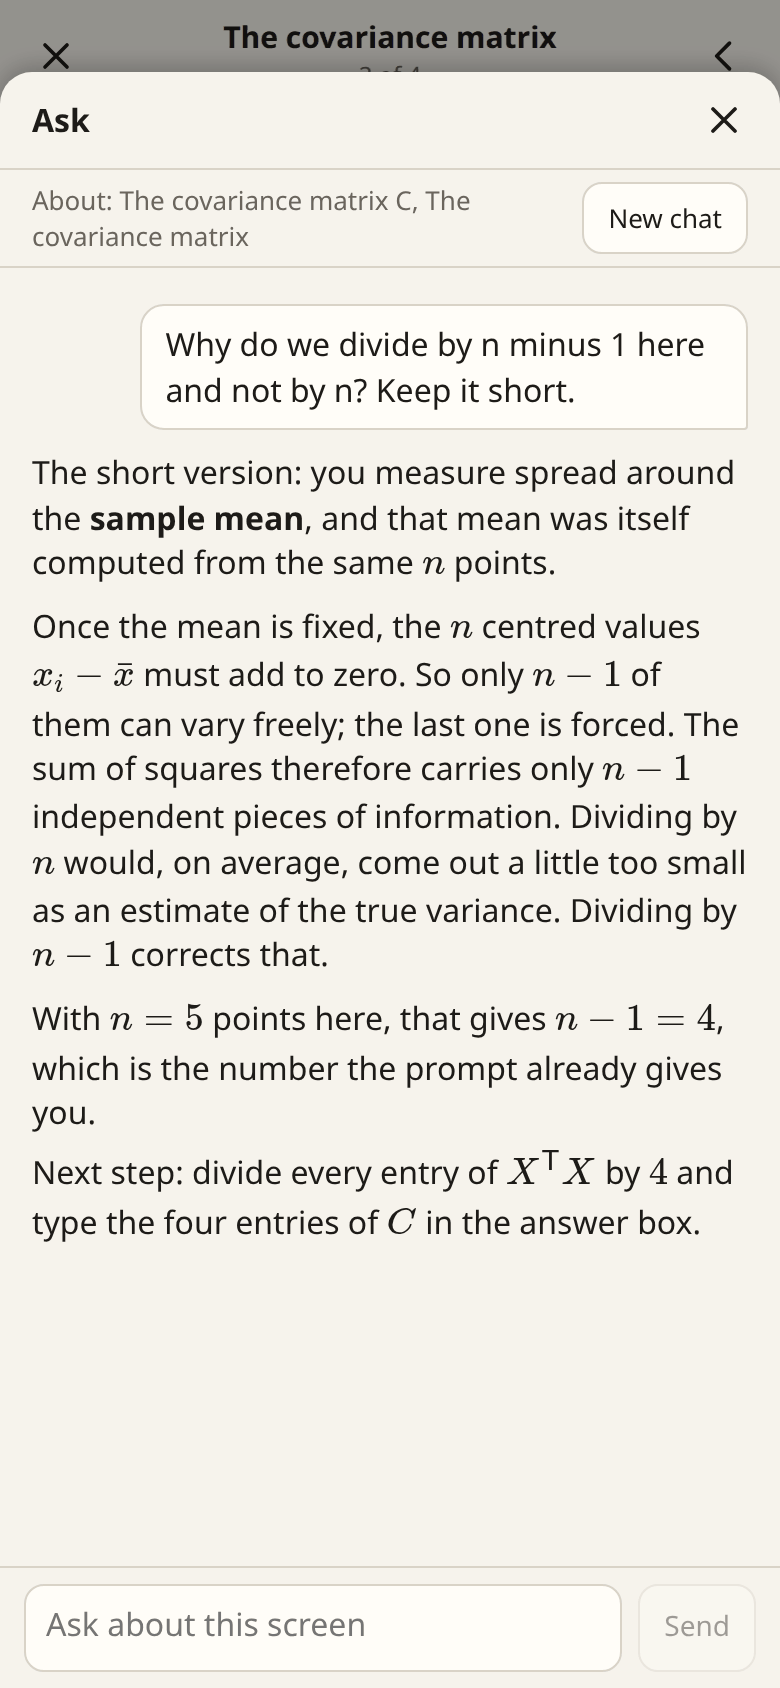 The covariance matrix
3 of 4
Ask
About: The covariance matrix C, The
covariance matrix
New chat
Why do we divide by n minus 1 here
and not by n? Keep it short.
The short version: you measure spread around
the sample mean, and that mean was itself
computed from the same n points.
Once the mean is fixed, the n centred values
xᵢ − x̄ must add to zero. So only n − 1 of
them can vary freely; the last one is forced. The
sum of squares therefore carries only n − 1
independent pieces of information. Dividing by
n would, on average, come out a little too small
as an estimate of the true variance. Dividing by
n − 1 corrects that.
With n = 5 points here, that gives n − 1 = 4,
which is the number the prompt already gives
you.
Next step: divide every entry of XᵀX by 4 and
type the four entries of C in the answer box.
Ask about this screen
Send